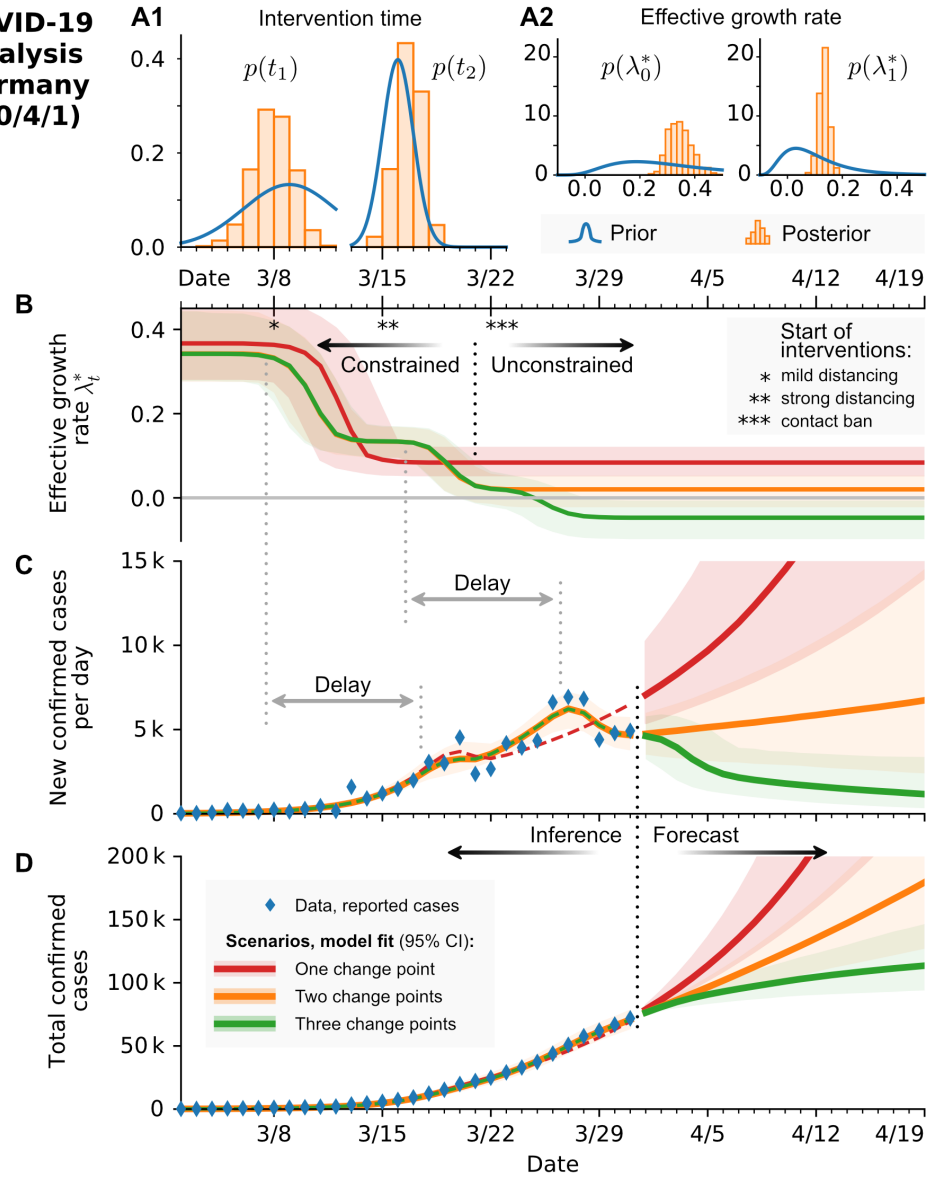 VID-19
alysis
rmany
0/4/1)
A1
Intervention time
0.4
0.2
0.0
p(t₁)
p(t₂)
A2
Effective growth rate
20
10
0
p(λ₀*)
0.0
0.2
0.4
20
10
0
p(λ₁*)
0.0
0.2
0.4
Prior
Posterior
Date
3/8
3/15
3/22
3/29
4/5
4/12
4/19
B
Effective growth
rate λₜ*
0.4
0.2
0.0
*
**
***
Constrained
Unconstrained
Start of
interventions:
* mild distancing
** strong distancing
*** contact ban
C
New confirmed cases
per day
15 k
10 k
5 k
0
Delay
Delay
Inference
Forecast
D
Total confirmed
cases
200 k
150 k
100 k
50 k
0
Data, reported cases
Scenarios, model fit (95% CI):
One change point
Two change points
Three change points
3/8
3/15
3/22
3/29
4/5
4/12
4/19
Date